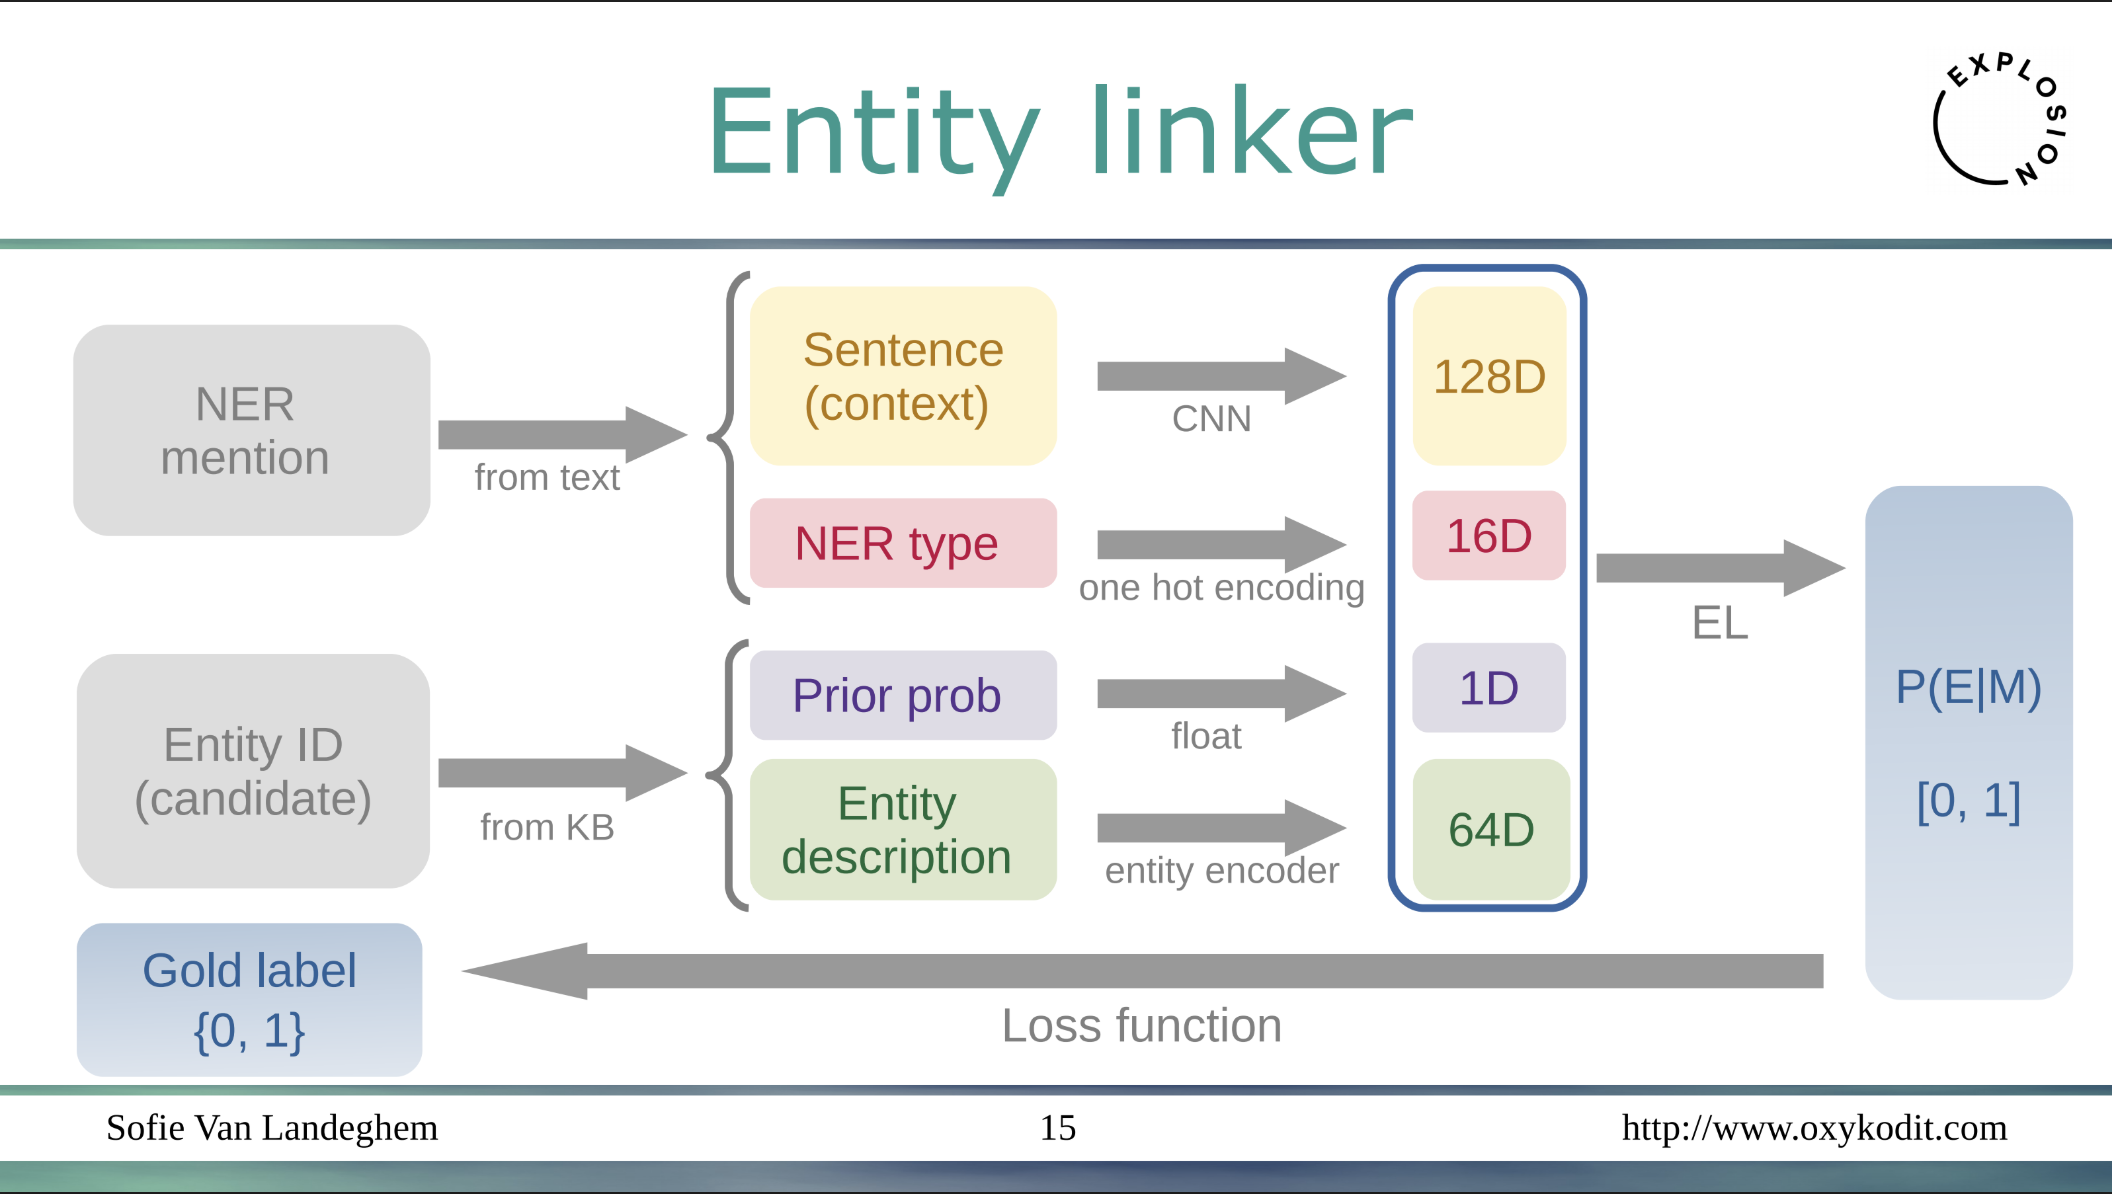 Entity linker
EXPLOSION
NER
mention
from text
Sentence
(context)
CNN
128D
NER type
one hot encoding
16D
EL
P(E|M)
[0, 1]
Entity ID
(candidate)
from KB
Prior prob
float
1D
Entity
description
entity encoder
64D
Gold label
{0, 1}
Loss function
Sofie Van Landeghem
15
http://www.oxykodit.com